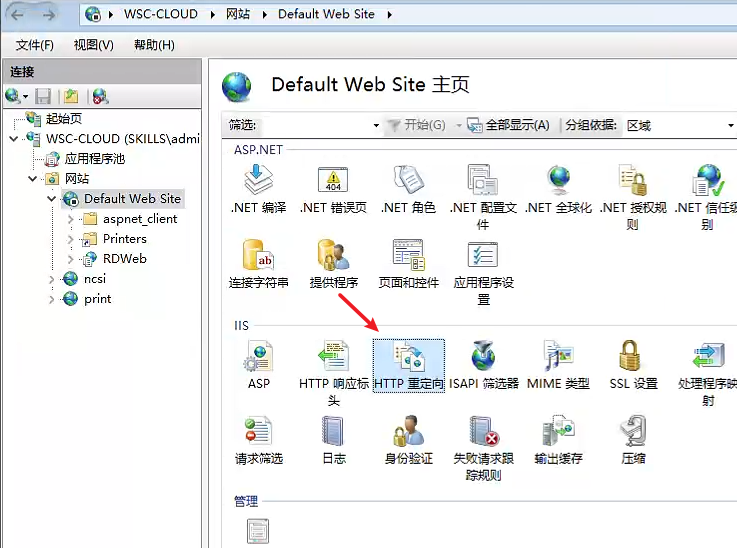 WSC-CLOUD 网站 Default Web Site
文件(F) 视图(V) 帮助(H)
连接
起始页
WSC-CLOUD (SKILLS\admi
应用程序池
网站
Default Web Site
aspnet_client
Printers
RDWeb
ncsi
print
Default Web Site 主页
筛选: 开始(G) 全部显示(A) 分组依据: 区域
ASP.NET
404
.NET 编译 .NET 错误页 .NET 角色 .NET 配置文件 .NET 全球化 .NET 授权规则 .NET 信任级别
ab
连接字符串 提供程序 页面和控件 应用程序设置
IIS
ASP HTTP 响应标头 HTTP 重定向 ISAPI 筛选器 MIME 类型 SSL 设置 处理程序映射
请求筛选 日志 身份验证 失败请求跟踪规则 输出缓存 压缩
管理